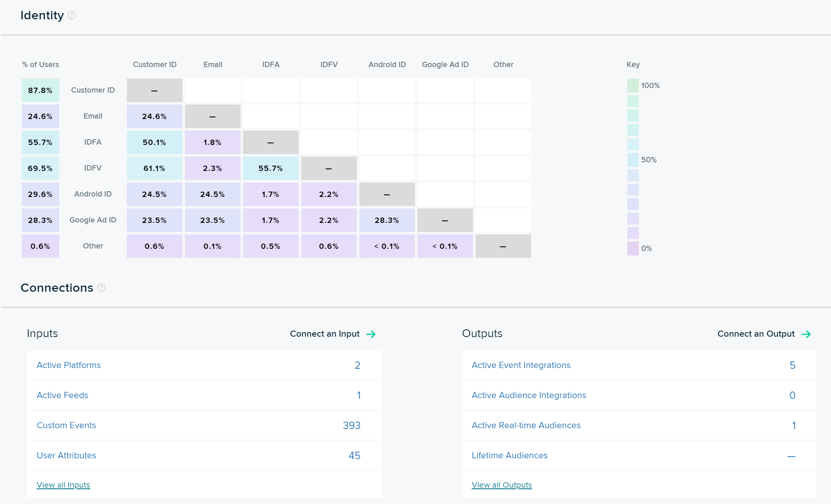 Identity ?
% of Users Customer ID Email IDFA IDFV Android ID Google Ad ID Other Key
87.8% Customer ID — 100%
24.6% Email 24.6% —
55.7% IDFA 50.1% 1.8% —
50%
69.5% IDFV 61.1% 2.3% 55.7% —
29.6% Android ID 24.5% 24.5% 1.7% 2.2% —
28.3% Google Ad ID 23.5% 23.5% 1.7% 2.2% 28.3% —
0.6% Other 0.6% 0.1% 0.5% 0.6% < 0.1% < 0.1% — 0%
Connections ?
Inputs Connect an Input →
Active Platforms 2
Active Feeds 1
Custom Events 393
User Attributes 45
View all Inputs
Outputs Connect an Output →
Active Event Integrations 5
Active Audience Integrations 0
Active Real-time Audiences 1
Lifetime Audiences —
View all Outputs